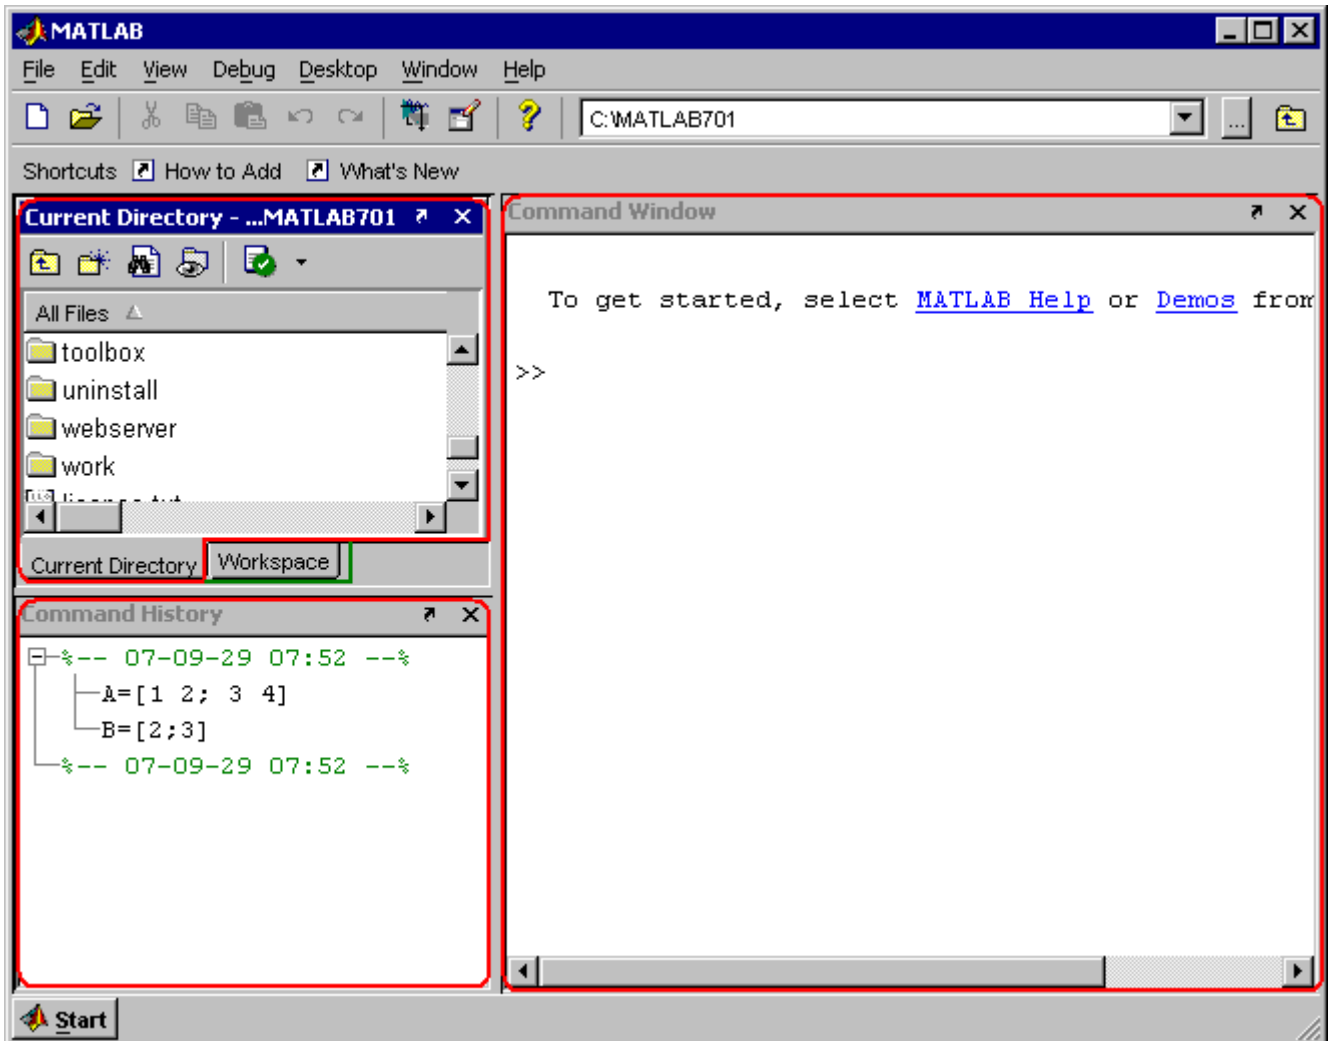 MATLAB
File Edit View Debug Desktop Window Help
C:\MATLAB701
...
Shortcuts How to Add What's New
Current Directory - ...MATLAB701
All Files
toolbox
uninstall
webserver
work
Current Directory Workspace
Command History
%-- 07-09-29 07:52 --%
A=[1 2; 3 4]
B=[2;3]
%-- 07-09-29 07:52 --%
Command Window
To get started, select MATLAB Help or Demos from
>>
Start